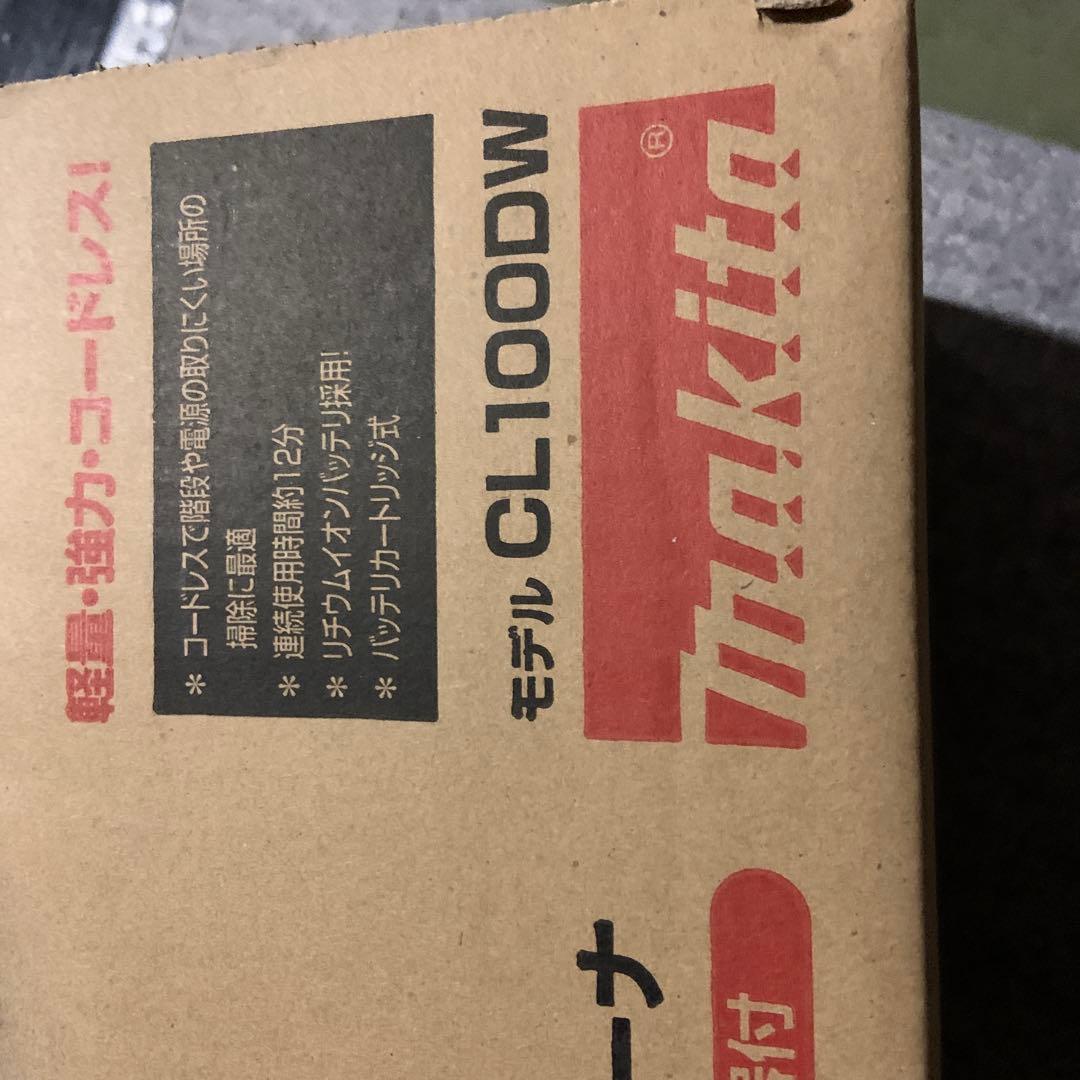 軽量・強力・コードレス!
* コードレスで階段や電源の取りにくい場所の
掃除に最適
* 連続使用時間約12分
* リチウムイオンバッテリ採用!
* バッテリカートリッジ式
モデル CL100DW
makita®
ーナ
付